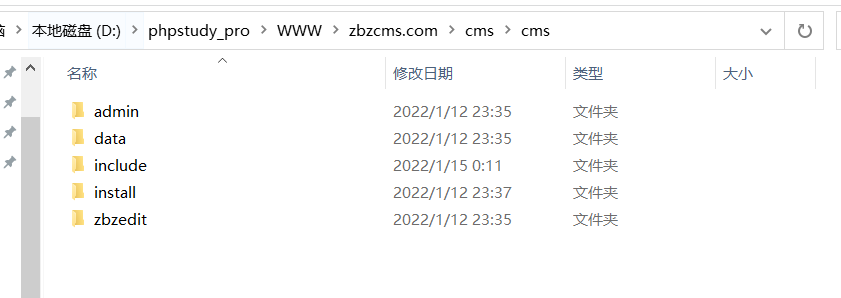 本地磁盘 (D:) > phpstudy_pro > WWW > zbzcms.com > cms > cms
名称 修改日期 类型 大小
admin 2022/1/12 23:35 文件夹
data 2022/1/12 23:35 文件夹
include 2022/1/15 0:11 文件夹
install 2022/1/12 23:37 文件夹
zbzedit 2022/1/12 23:35 文件夹